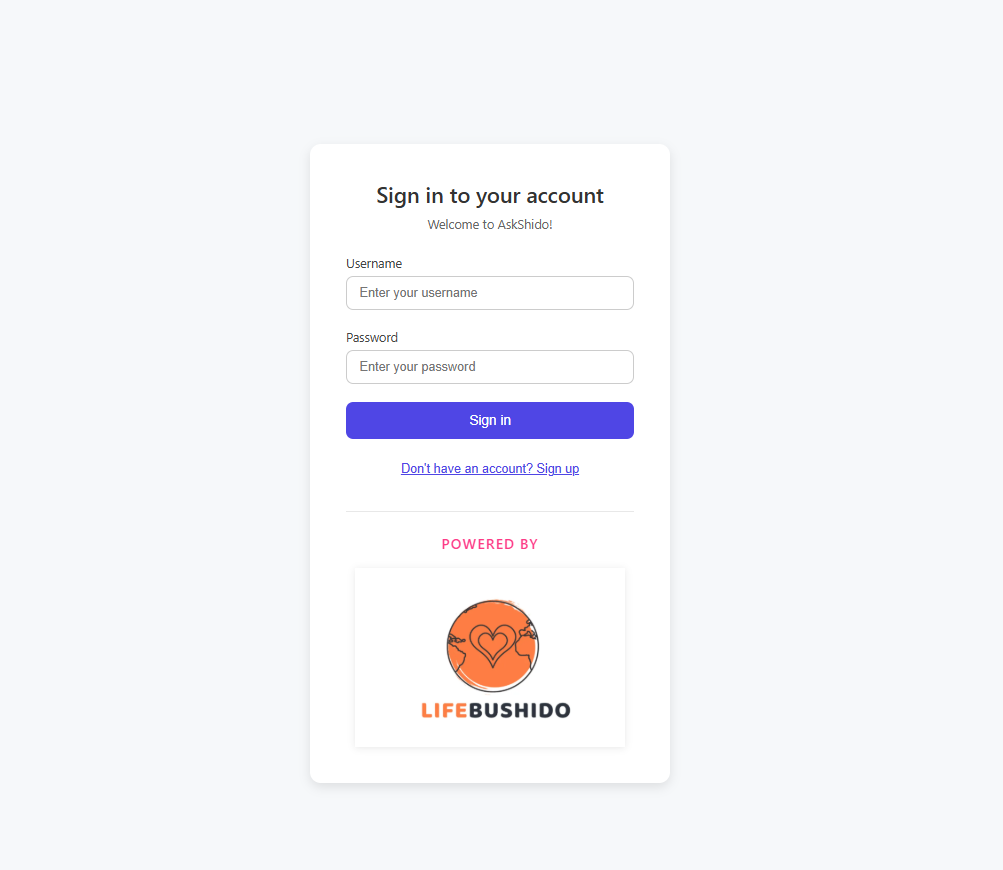 Sign in to your account
Welcome to AskShido!
Username
Enter your username
Password
Enter your password
Sign in
Don't have an account? Sign up
POWERED BY
LIFEBUSHIDO